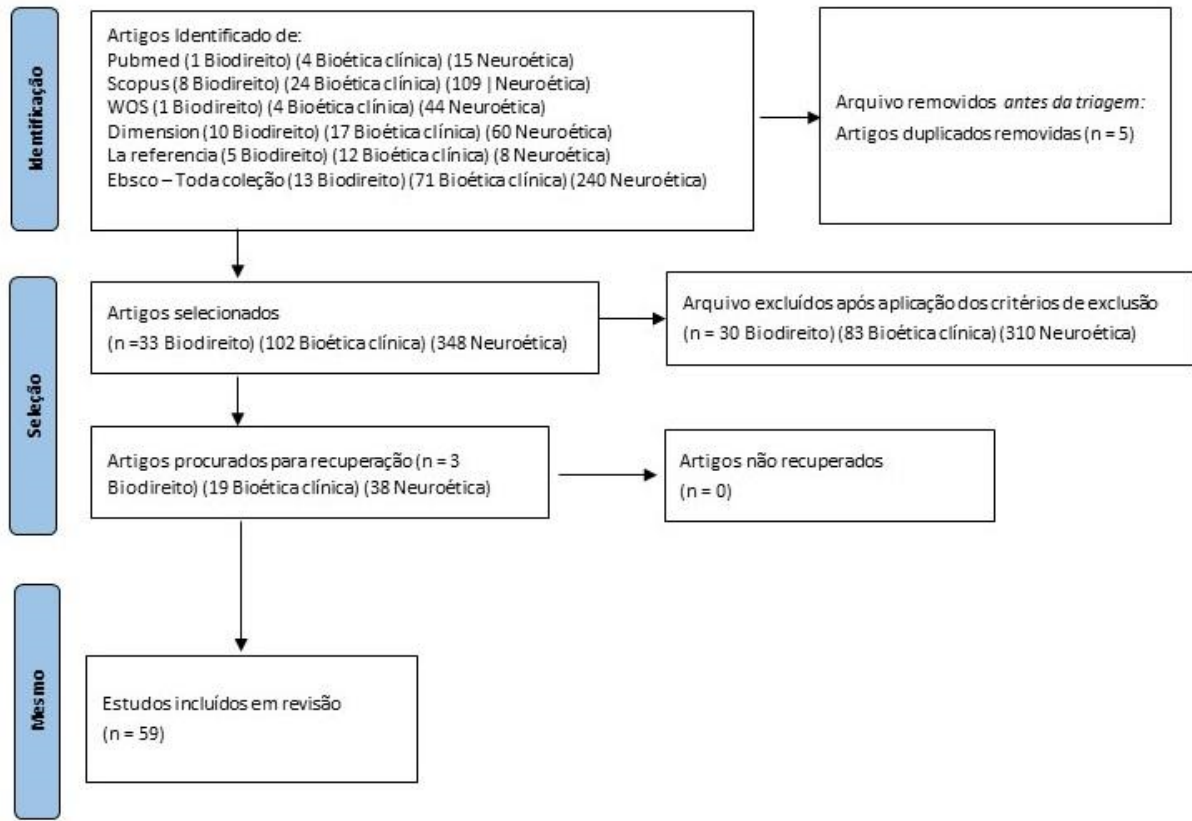 Identificação
Artigos Identificado de:
Pubmed (1 Biodireito) (4 Bioética clínica) (15 Neuroética)
Scopus (8 Biodireito) (24 Bioética clínica) (109 | Neuroética)
WOS (1 Biodireito) (4 Bioética clínica) (44 Neuroética)
Dimension (10 Biodireito) (17 Bioética clínica) (60 Neuroética)
La referencia (5 Biodireito) (12 Bioética clínica) (8 Neuroética)
Ebsco – Toda coleção (13 Biodireito) (71 Bioética clínica) (240 Neuroética)
Arquivo removidos antes da triagem:
Artigos duplicados removidas (n = 5)
Seleção
Artigos selecionados
(n =33 Biodireito) (102 Bioética clínica) (348 Neuroética)
Arquivo excluídos após aplicação dos critérios de exclusão
(n = 30 Biodireito) (83 Bioética clínica) (310 Neuroética)
Artigos procurados para recuperação (n = 3
Biodireito) (19 Bioética clínica) (38 Neuroética)
Artigos não recuperados
(n = 0)
Mesmo
Estudos incluídos em revisão
(n = 59)